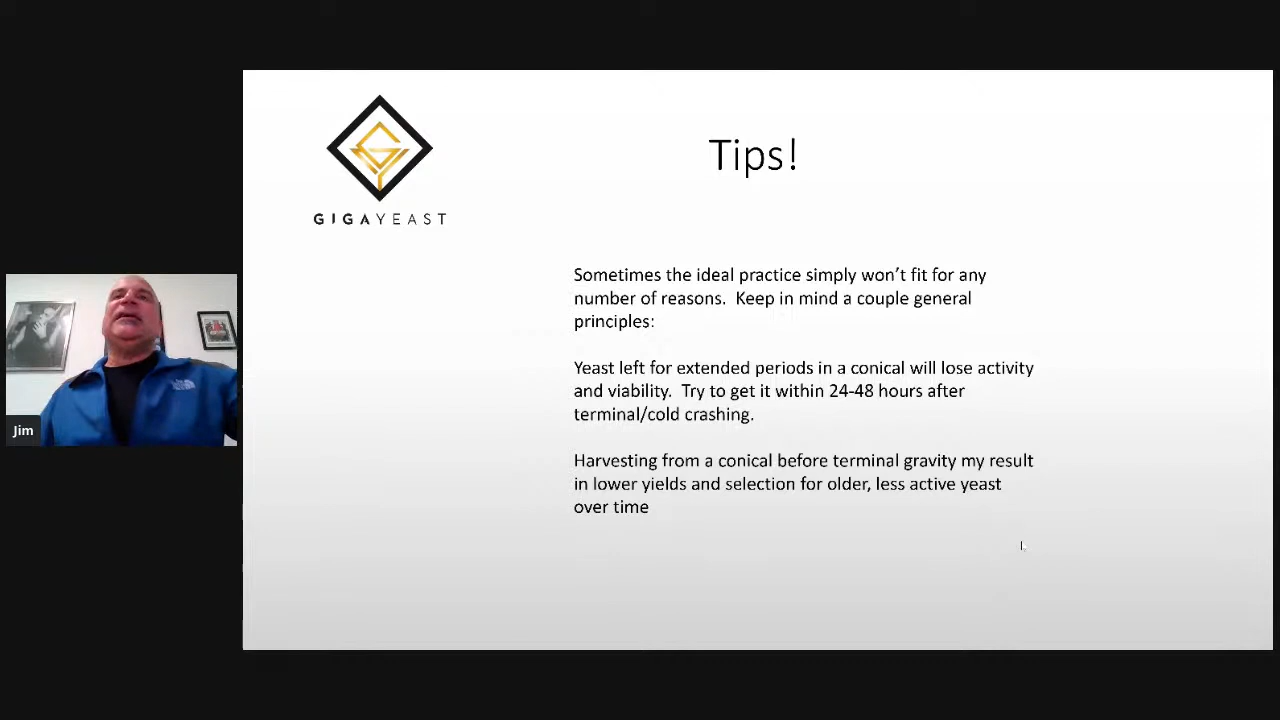 GIGAYEAST
Tips!
Sometimes the ideal practice simply won't fit for any
number of reasons.  Keep in mind a couple general
principles:
Yeast left for extended periods in a conical will lose activity
and viability.  Try to get it within 24-48 hours after
terminal/cold crashing.
Harvesting from a conical before terminal gravity my result
in lower yields and selection for older, less active yeast
over time
Jim